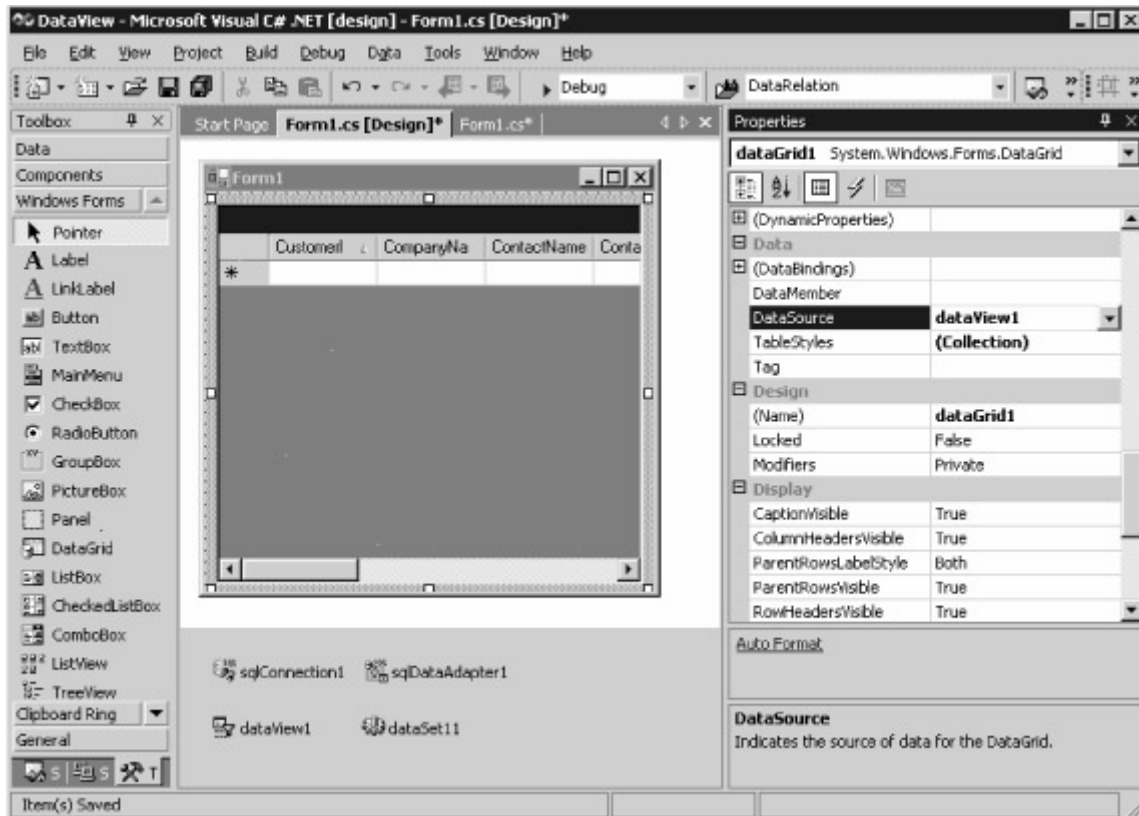 DataView - Microsoft Visual C# .NET [design] - Form1.cs [Design]*
File Edit View Project Build Debug Data Tools Window Help
Debug DataRelation
Toolbox
Start Page Form1.cs [Design]* Form1.cs*
Properties
Data
Components
Windows Forms
Pointer
Label
LinkLabel
Button
TextBox
MainMenu
CheckBox
RadioButton
GroupBox
PictureBox
Panel
DataGrid
ListBox
CheckedListBox
ComboBox
ListView
TreeView
Clipboard Ring
General
S S T
Form1
CustomerI CompanyNa ContactName Conta
sqlConnection1 sqlDataAdapter1
dataView1 dataSet11
dataGrid1 System.Windows.Forms.DataGrid
(DynamicProperties)
Data
(DataBindings)
DataMember
DataSource dataView1
TableStyles (Collection)
Tag
Design
(Name) dataGrid1
Locked False
Modifiers Private
Display
CaptionVisible True
ColumnHeadersVisible True
ParentRowsLabelStyle Both
ParentRowsVisible True
RowHeadersVisible True
Auto Format
DataSource
Indicates the source of data for the DataGrid.
Item(s) Saved